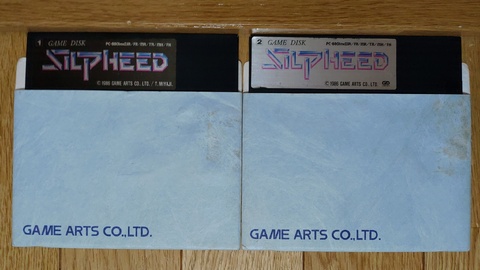 1 GAME DISK
SILPHEED
© 1986 GAME ARTS CO., LTD. / T. MIYAJI
GAME ARTS CO.,LTD.
2 GAME DISK
SILPHEED
© 1986 GAME ARTS CO., LTD.
GAME ARTS CO.,LTD.